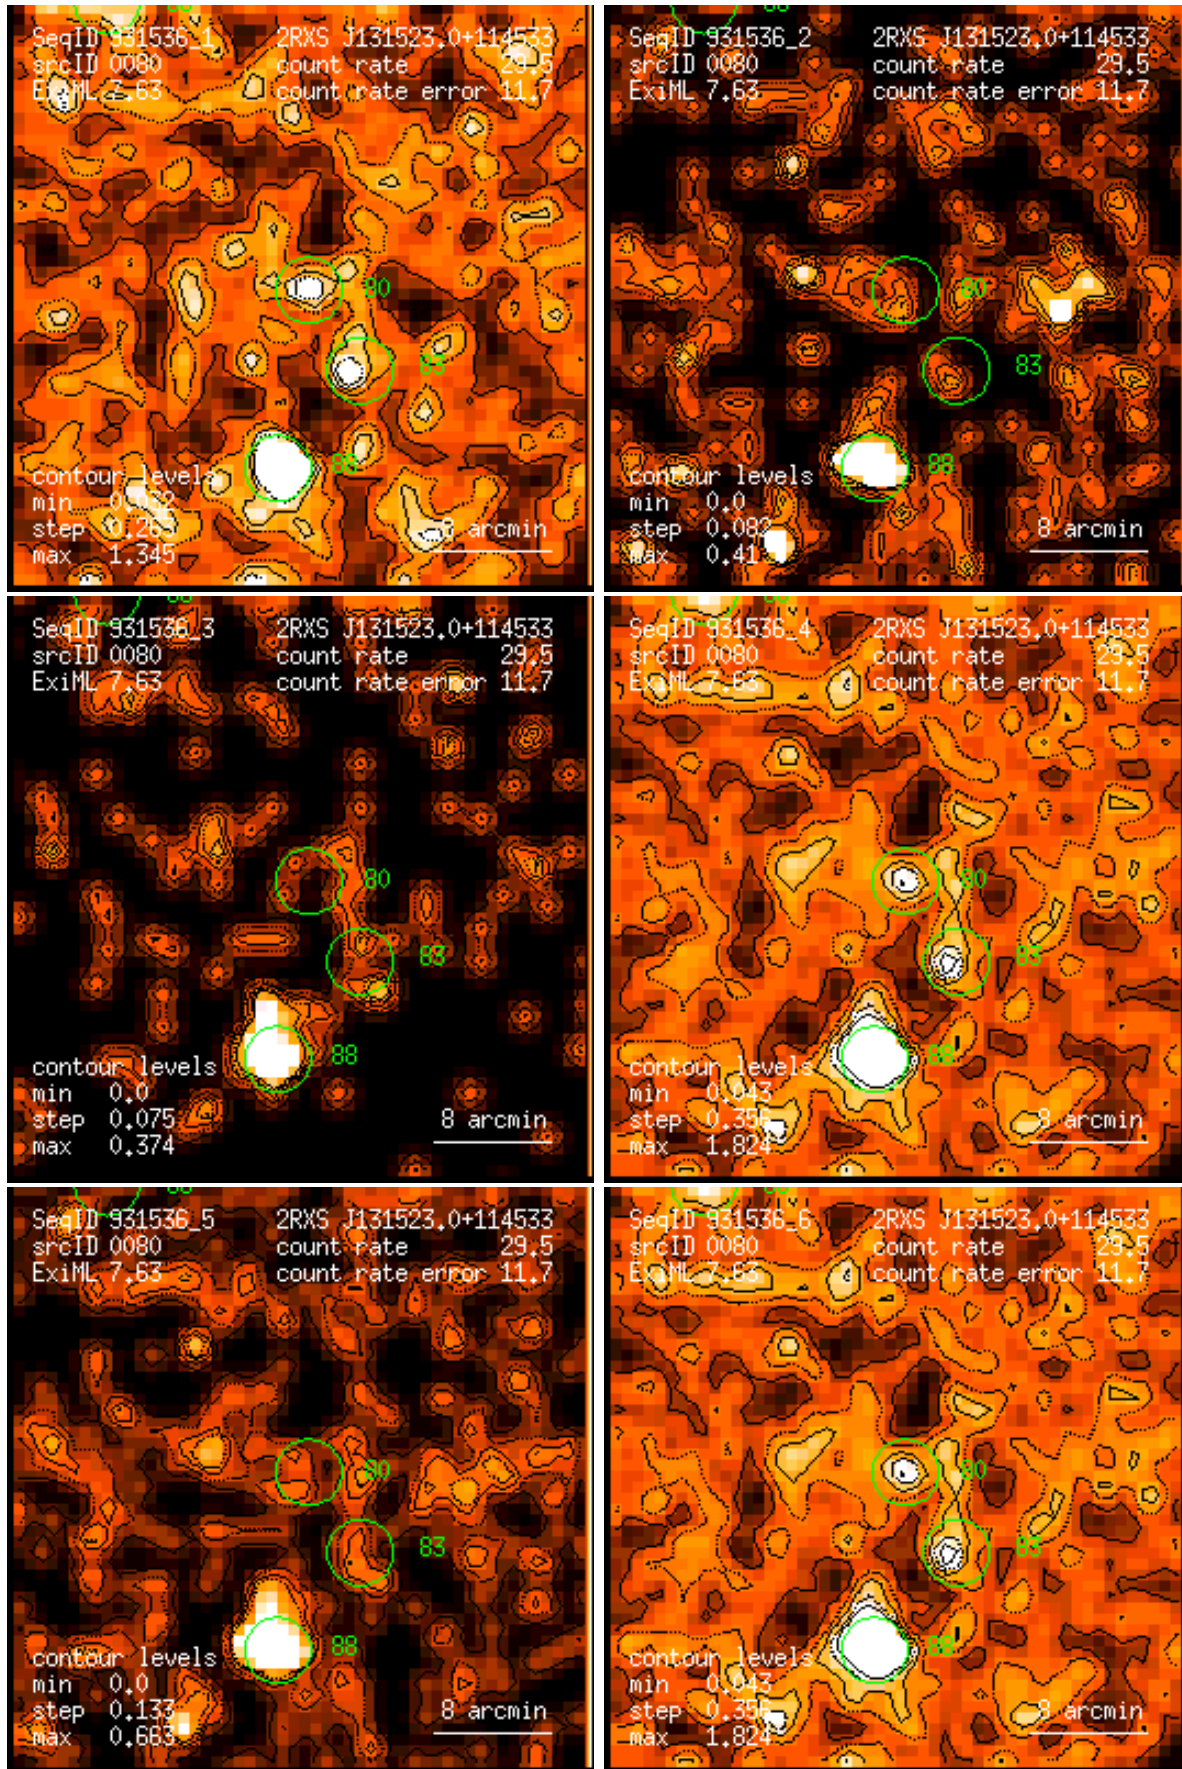 SeqID 931536_1 2RXS J131523.0+114533
srcID 0080 count rate 29.5
ExiML 7.63 count rate error 11.7
80
83
88
contour levels
min 0.052
step 0.265 8 arcmin
max 1.345
SeqID 931536_2 2RXS J131523.0+114533
srcID 0080 count rate 29.5
ExiML 7.63 count rate error 11.7
80
83
88
contour levels
min 0.0
step 0.082 8 arcmin
max 0.41
SeqID 931536_3 2RXS J131523.0+114533
srcID 0080 count rate 29.5
ExiML 7.63 count rate error 11.7
80
83
88
contour levels
min 0.0
step 0.075 8 arcmin
max 0.374
SeqID 931536_4 2RXS J131523.0+114533
srcID 0080 count rate 29.5
ExiML 7.63 count rate error 11.7
80
83
88
contour levels
min 0.043
step 0.356 8 arcmin
max 1.824
SeqID 931536_5 2RXS J131523.0+114533
srcID 0080 count rate 29.5
ExiML 7.63 count rate error 11.7
80
83
88
contour levels
min 0.0
step 0.133 8 arcmin
max 0.663
SeqID 931536_6 2RXS J131523.0+114533
srcID 0080 count rate 29.5
ExiML 7.63 count rate error 11.7
80
83
88
contour levels
min 0.043
step 0.356 8 arcmin
max 1.824